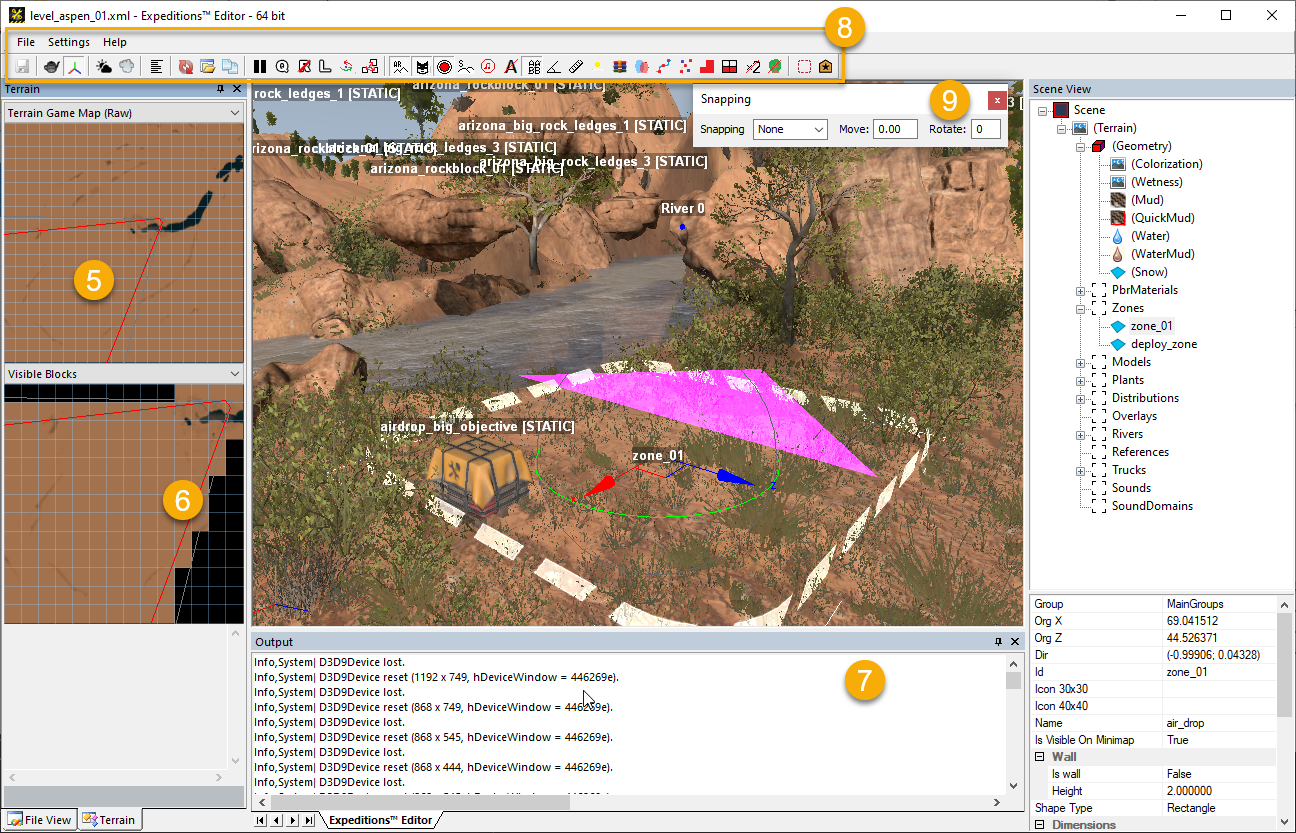 level_aspen_01.xml - Expeditions™ Editor - 64 bit
File Settings Help
8
Terrain
Terrain Game Map (Raw)
5
Visible Blocks
6
File View Terrain
rock_ledges_1 [STATIC]
arizona_rockblock_01 [STATIC]
arizona_big_rock_ledges_1 [STATIC]
arizona_big_rock_ledges_3 [STATIC]
arizona_big_rock_ledges_3 [STATIC]
arizona_rockblock_01 [STATIC]
River 0
airdrop_big_objective [STATIC]
zone_01
Z
Snapping
9
x
Snapping None Move: 0.00 Rotate: 0
Output
Info,System| D3D9Device lost.
Info,System| D3D9Device reset (1192 x 749, hDeviceWindow = 446269e).
Info,System| D3D9Device lost.
Info,System| D3D9Device reset (868 x 749, hDeviceWindow = 446269e).
Info,System| D3D9Device lost.
Info,System| D3D9Device reset (868 x 545, hDeviceWindow = 446269e).
Info,System| D3D9Device lost.
Info,System| D3D9Device reset (868 x 444, hDeviceWindow = 446269e).
Info,System| D3D9Device lost.
7
Expeditions™ Editor
Scene View
Scene
(Terrain)
(Geometry)
(Colorization)
(Wetness)
(Mud)
(QuickMud)
(Water)
(WaterMud)
(Snow)
PbrMaterials
Zones
zone_01
deploy_zone
Models
Plants
Distributions
Overlays
Rivers
References
Trucks
Sounds
SoundDomains
Group MainGroups
Org X 69.041512
Org Z 44.526371
Dir (-0.99906; 0.04328)
Id zone_01
Icon 30x30
Icon 40x40
Name air_drop
Is Visible On Minimap True
Wall
Is wall False
Height 2.000000
Shape Type Rectangle
Dimensions